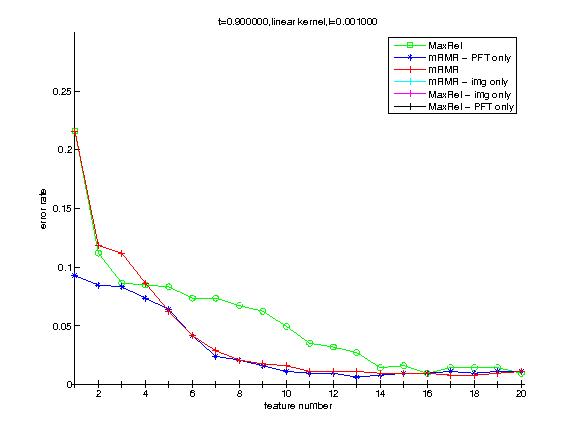 t=0.900000,linear kernel,l=0.001000
MaxRel
mRMR - PFT only
mRMR
mRMR - img only
MaxRel - img only
MaxRel - PFT only
0.25
0.2
0.15
0.1
0.05
0
error rate
2 4 6 8 10 12 14 16 18 20
feature number